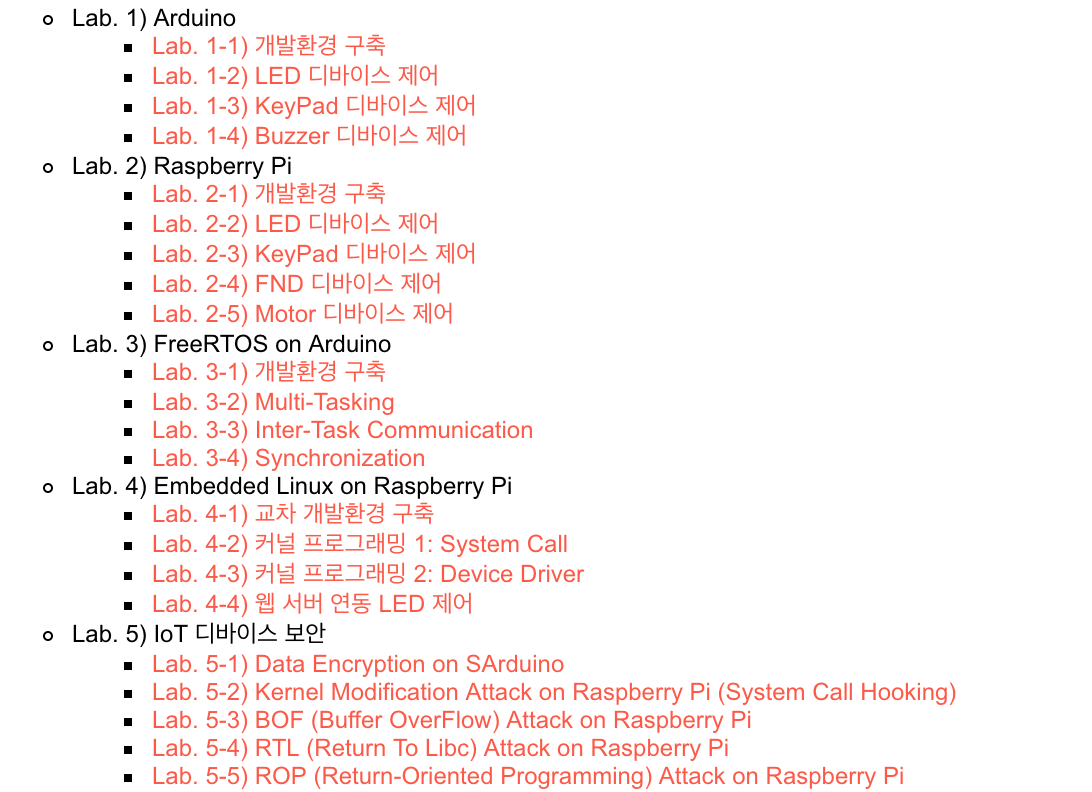 Lab. 1) Arduino
Lab. 1-1) 개발환경 구축
Lab. 1-2) LED 디바이스 제어
Lab. 1-3) KeyPad 디바이스 제어
Lab. 1-4) Buzzer 디바이스 제어
Lab. 2) Raspberry Pi
Lab. 2-1) 개발환경 구축
Lab. 2-2) LED 디바이스 제어
Lab. 2-3) KeyPad 디바이스 제어
Lab. 2-4) FND 디바이스 제어
Lab. 2-5) Motor 디바이스 제어
Lab. 3) FreeRTOS on Arduino
Lab. 3-1) 개발환경 구축
Lab. 3-2) Multi-Tasking
Lab. 3-3) Inter-Task Communication
Lab. 3-4) Synchronization
Lab. 4) Embedded Linux on Raspberry Pi
Lab. 4-1) 교차 개발환경 구축
Lab. 4-2) 커널 프로그래밍 1: System Call
Lab. 4-3) 커널 프로그래밍 2: Device Driver
Lab. 4-4) 웹 서버 연동 LED 제어
Lab. 5) IoT 디바이스 보안
Lab. 5-1) Data Encryption on SArduino
Lab. 5-2) Kernel Modification Attack on Raspberry Pi (System Call Hooking)
Lab. 5-3) BOF (Buffer OverFlow) Attack on Raspberry Pi
Lab. 5-4) RTL (Return To Libc) Attack on Raspberry Pi
Lab. 5-5) ROP (Return-Oriented Programming) Attack on Raspberry Pi